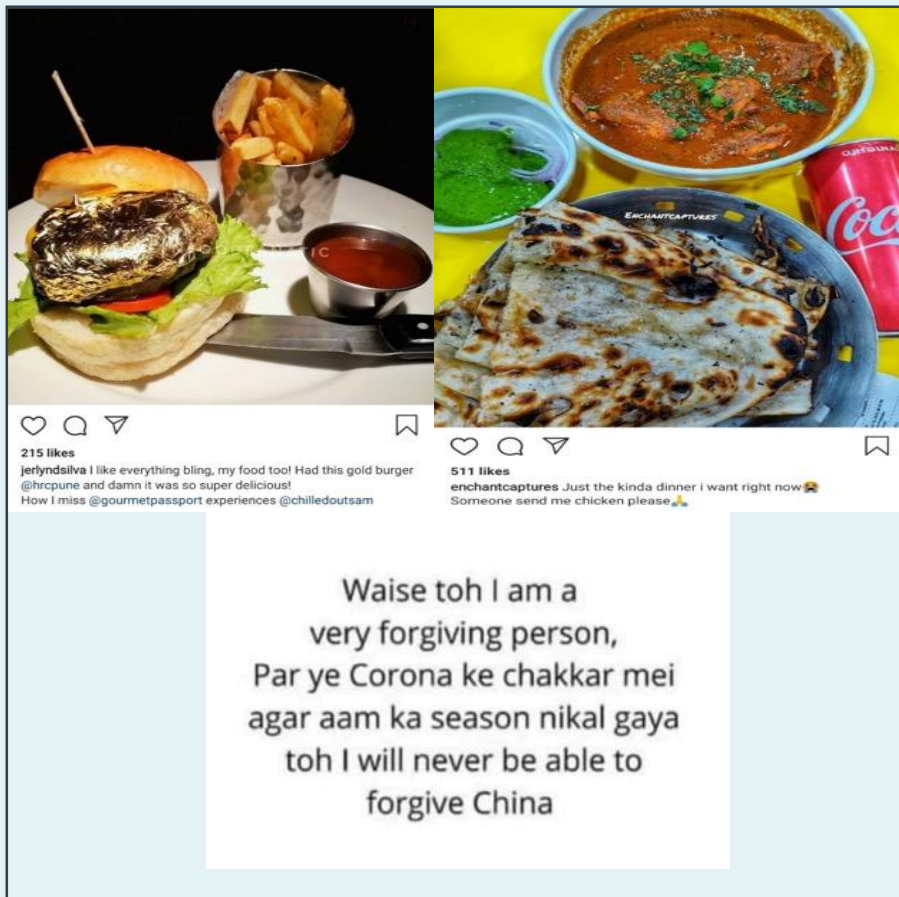 ENCHANTCAPTURES
Coc
215 likes
jerlyndsilva I like everything bling, my food too! Had this gold burger
@hrcpune and damn it was so super delicious!
How I miss @gourmetpassport experiences @chilledoutsam
511 likes
enchantcaptures Just the kinda dinner i want right now😭
Someone send me chicken please🙏
Waise toh I am a
very forgiving person,
Par ye Corona ke chakkar mei
agar aam ka season nikal gaya
toh I will never be able to
forgive China